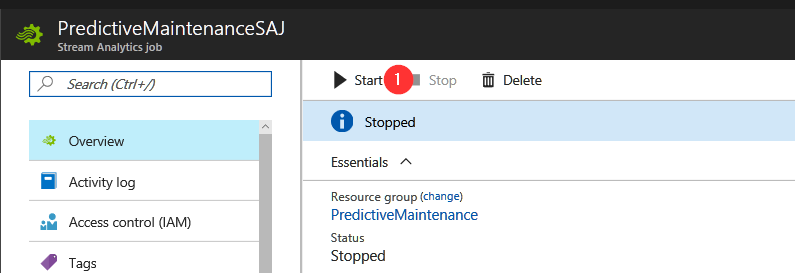 PredictiveMaintenanceSAJ
Stream Analytics job
Search (Ctrl+/)
Overview
Activity log
Access control (IAM)
Tags
Start 1 Stop Delete
Stopped
Essentials
Resource group (change)
PredictiveMaintenance
Status
Stopped